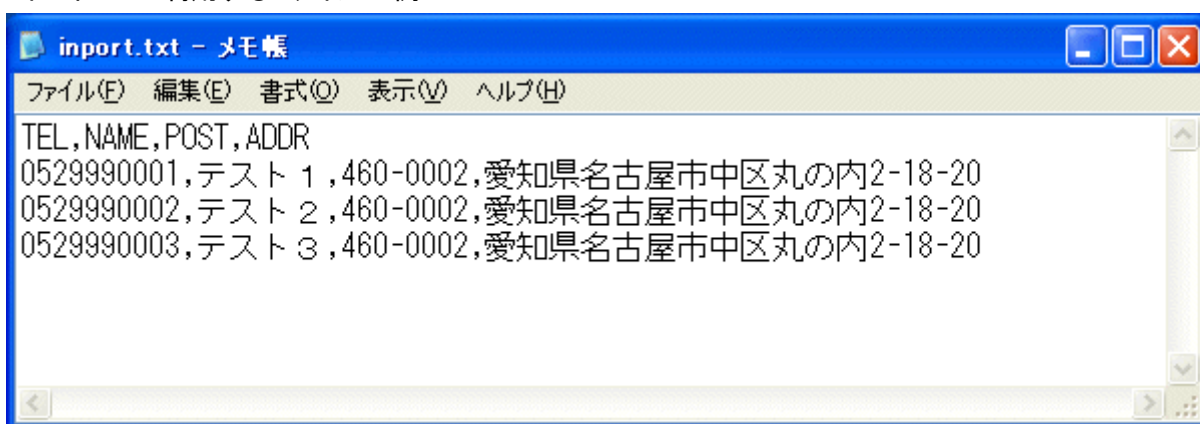 inport.txt - メモ帳
ファイル(F) 編集(E) 書式(O) 表示(V) ヘルプ(H)
TEL,NAME,POST,ADDR
0529990001,テスト１,460-0002,愛知県名古屋市中区丸の内2-18-20
0529990002,テスト２,460-0002,愛知県名古屋市中区丸の内2-18-20
0529990003,テスト３,460-0002,愛知県名古屋市中区丸の内2-18-20